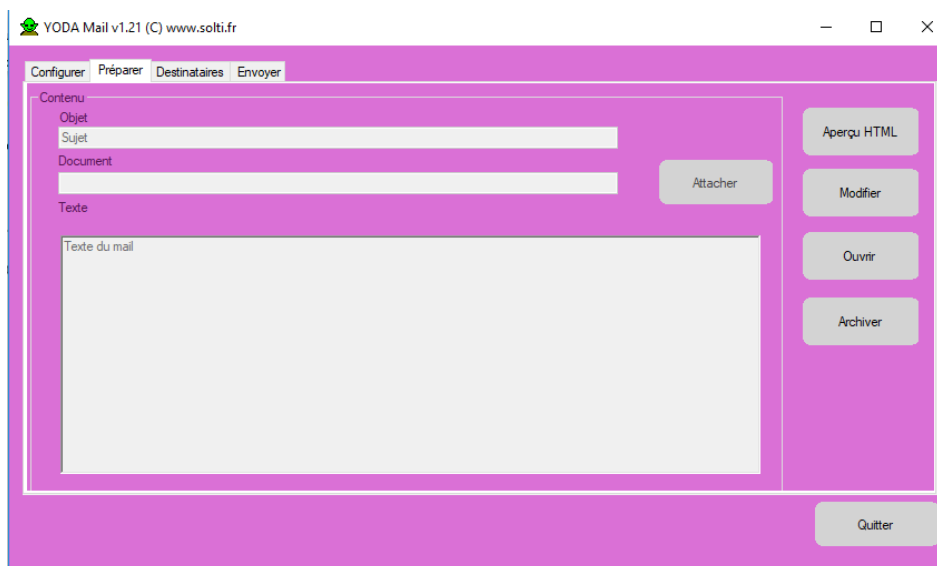 YODA Mail v1.21 (C) www.solti.fr
Configurer Préparer Destinataires Envoyer
Contenu
Objet
Sujet
Aperçu HTML
Document
Attacher
Modifier
Texte
Texte du mail
Ouvrir
Archiver
Quitter